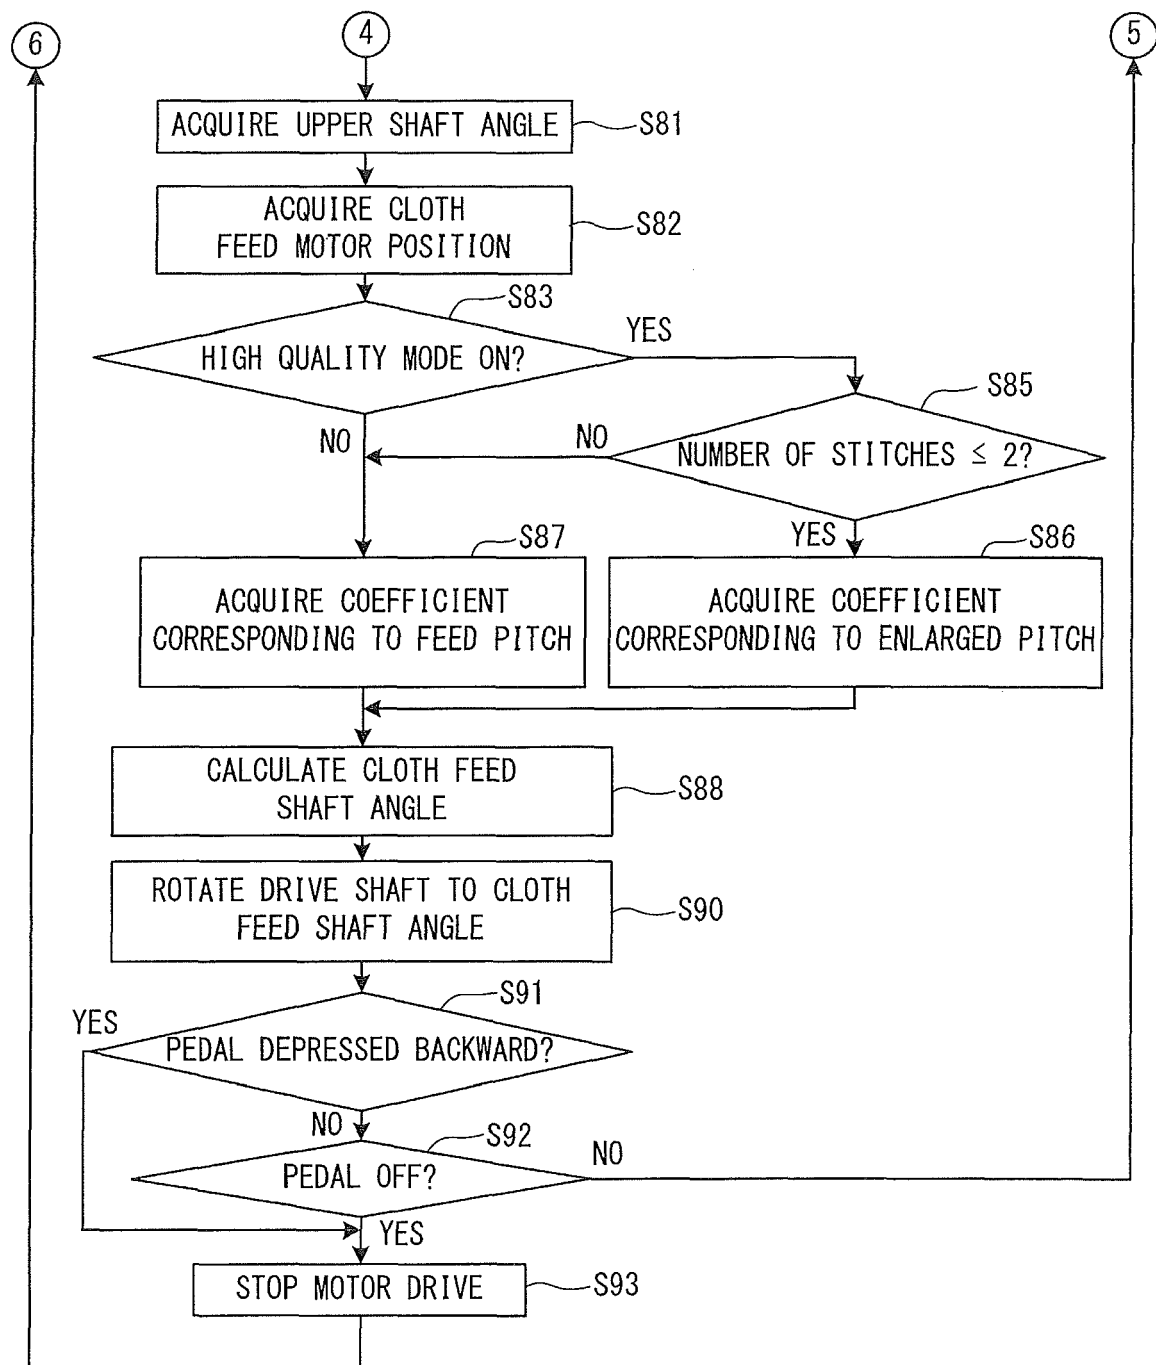 6
4
5
ACQUIRE UPPER SHAFT ANGLE
S81
ACQUIRE CLOTH
FEED MOTOR POSITION
S82
S83
HIGH QUALITY MODE ON?
YES
NO
S85
NUMBER OF STITCHES ≤ 2?
NO
YES
S87
ACQUIRE COEFFICIENT
CORRESPONDING TO FEED PITCH
S86
ACQUIRE COEFFICIENT
CORRESPONDING TO ENLARGED PITCH
CALCULATE CLOTH FEED
SHAFT ANGLE
S88
ROTATE DRIVE SHAFT TO CLOTH
FEED SHAFT ANGLE
S90
S91
YES
PEDAL DEPRESSED BACKWARD?
NO
S92
PEDAL OFF?
NO
YES
STOP MOTOR DRIVE
S93